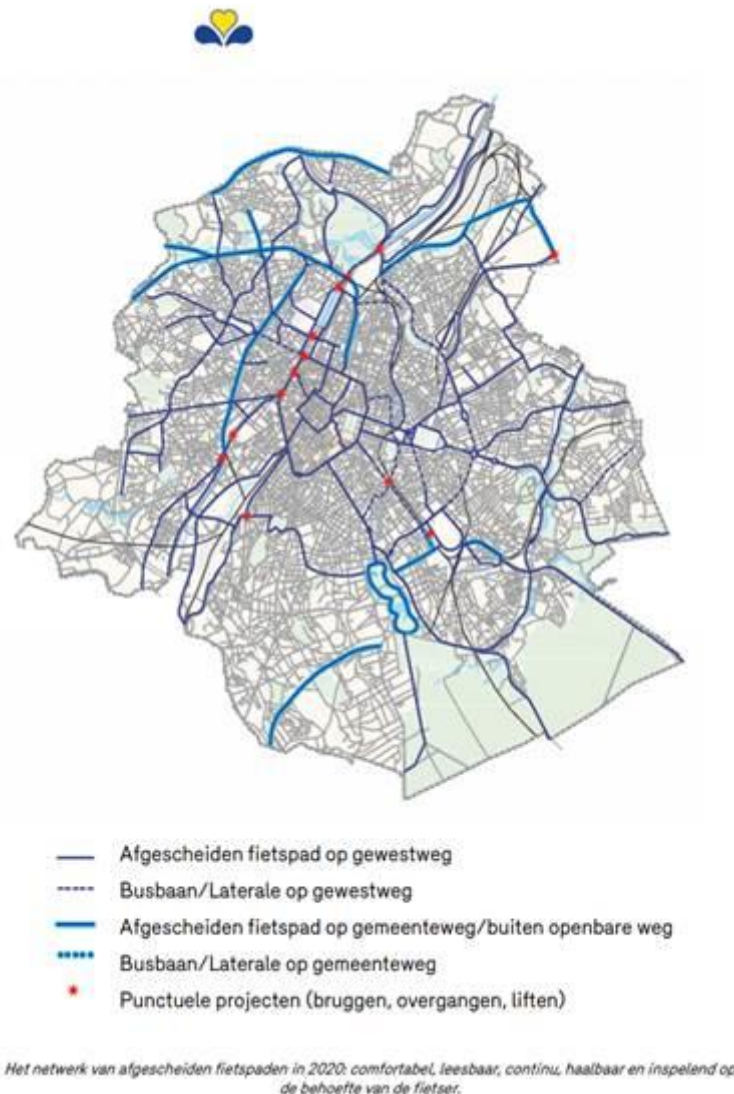 Afgescheiden fietspad op gewestweg
Busbaan/Laterale op gewestweg
Afgescheiden fietspad op gemeenteweg/buiten openbare weg
Busbaan/Laterale op gemeenteweg
Punctuele projecten (bruggen, overgangen, liften)
Het netwerk van afgescheiden fietspaden in 2020: comfortabel, leesbaar, continu, haalbaar en inspelend op
de behoefte van de fietser.